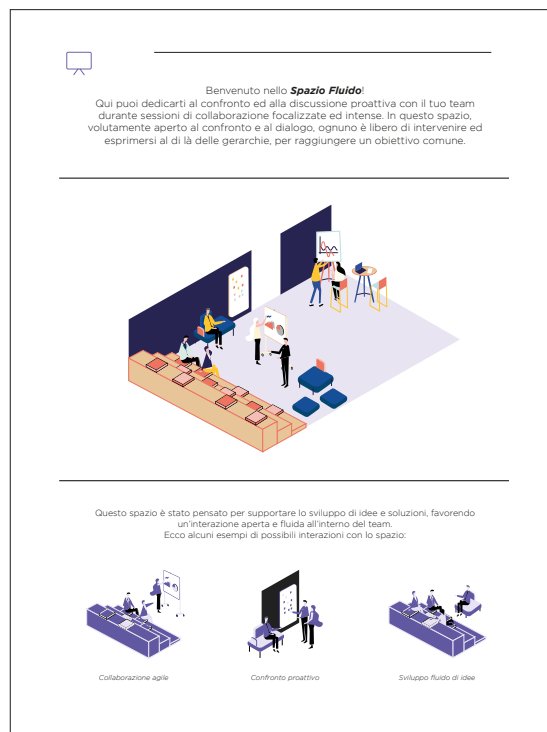 Benvenuto nello Spazio Fluido!
Qui puoi dedicarti al confronto ed alla discussione proattiva con il tuo team
durante sessioni di collaborazione focalizzate ed intense. In questo spazio,
volutamente aperto al confronto e al dialogo, ognuno è libero di intervenire ed
esprimersi al di là delle gerarchie, per raggiungere un obiettivo comune.
Questo spazio è stato pensato per supportare lo sviluppo di idee e soluzioni, favorendo
un'interazione aperta e fluida all'interno del team.
Ecco alcuni esempi di possibili interazioni con lo spazio:
Collaborazione agile
Confronto proattivo
Sviluppo fluido di idee